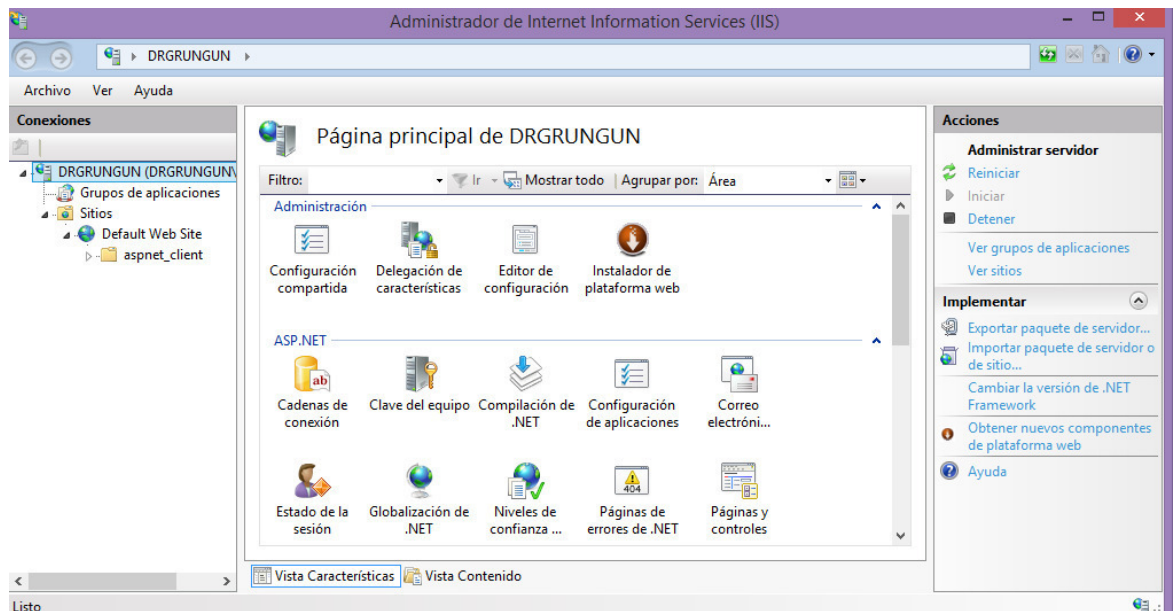 Administrador de Internet Information Services (IIS)
DRGRUNGUN
Archivo Ver Ayuda
Conexiones
DRGRUNGUN (DRGRUNGUN\
Grupos de aplicaciones
Sitios
Default Web Site
aspnet_client
Página principal de DRGRUNGUN
Filtro: Ir Mostrar todo Agrupar por: Área
Administración
Configuración compartida
Delegación de características
Editor de configuración
Instalador de plataforma web
ASP.NET
Cadenas de conexión
Clave del equipo
Compilación de .NET
Configuración de aplicaciones
Correo electróni...
Estado de la sesión
Globalización de .NET
Niveles de confianza ...
Páginas de errores de .NET
Páginas y controles
Vista Características Vista Contenido
Acciones
Administrar servidor
Reiniciar
Iniciar
Detener
Ver grupos de aplicaciones
Ver sitios
Implementar
Exportar paquete de servidor...
Importar paquete de servidor o
de sitio...
Cambiar la versión de .NET
Framework
Obtener nuevos componentes
de plataforma web
Ayuda
Listo